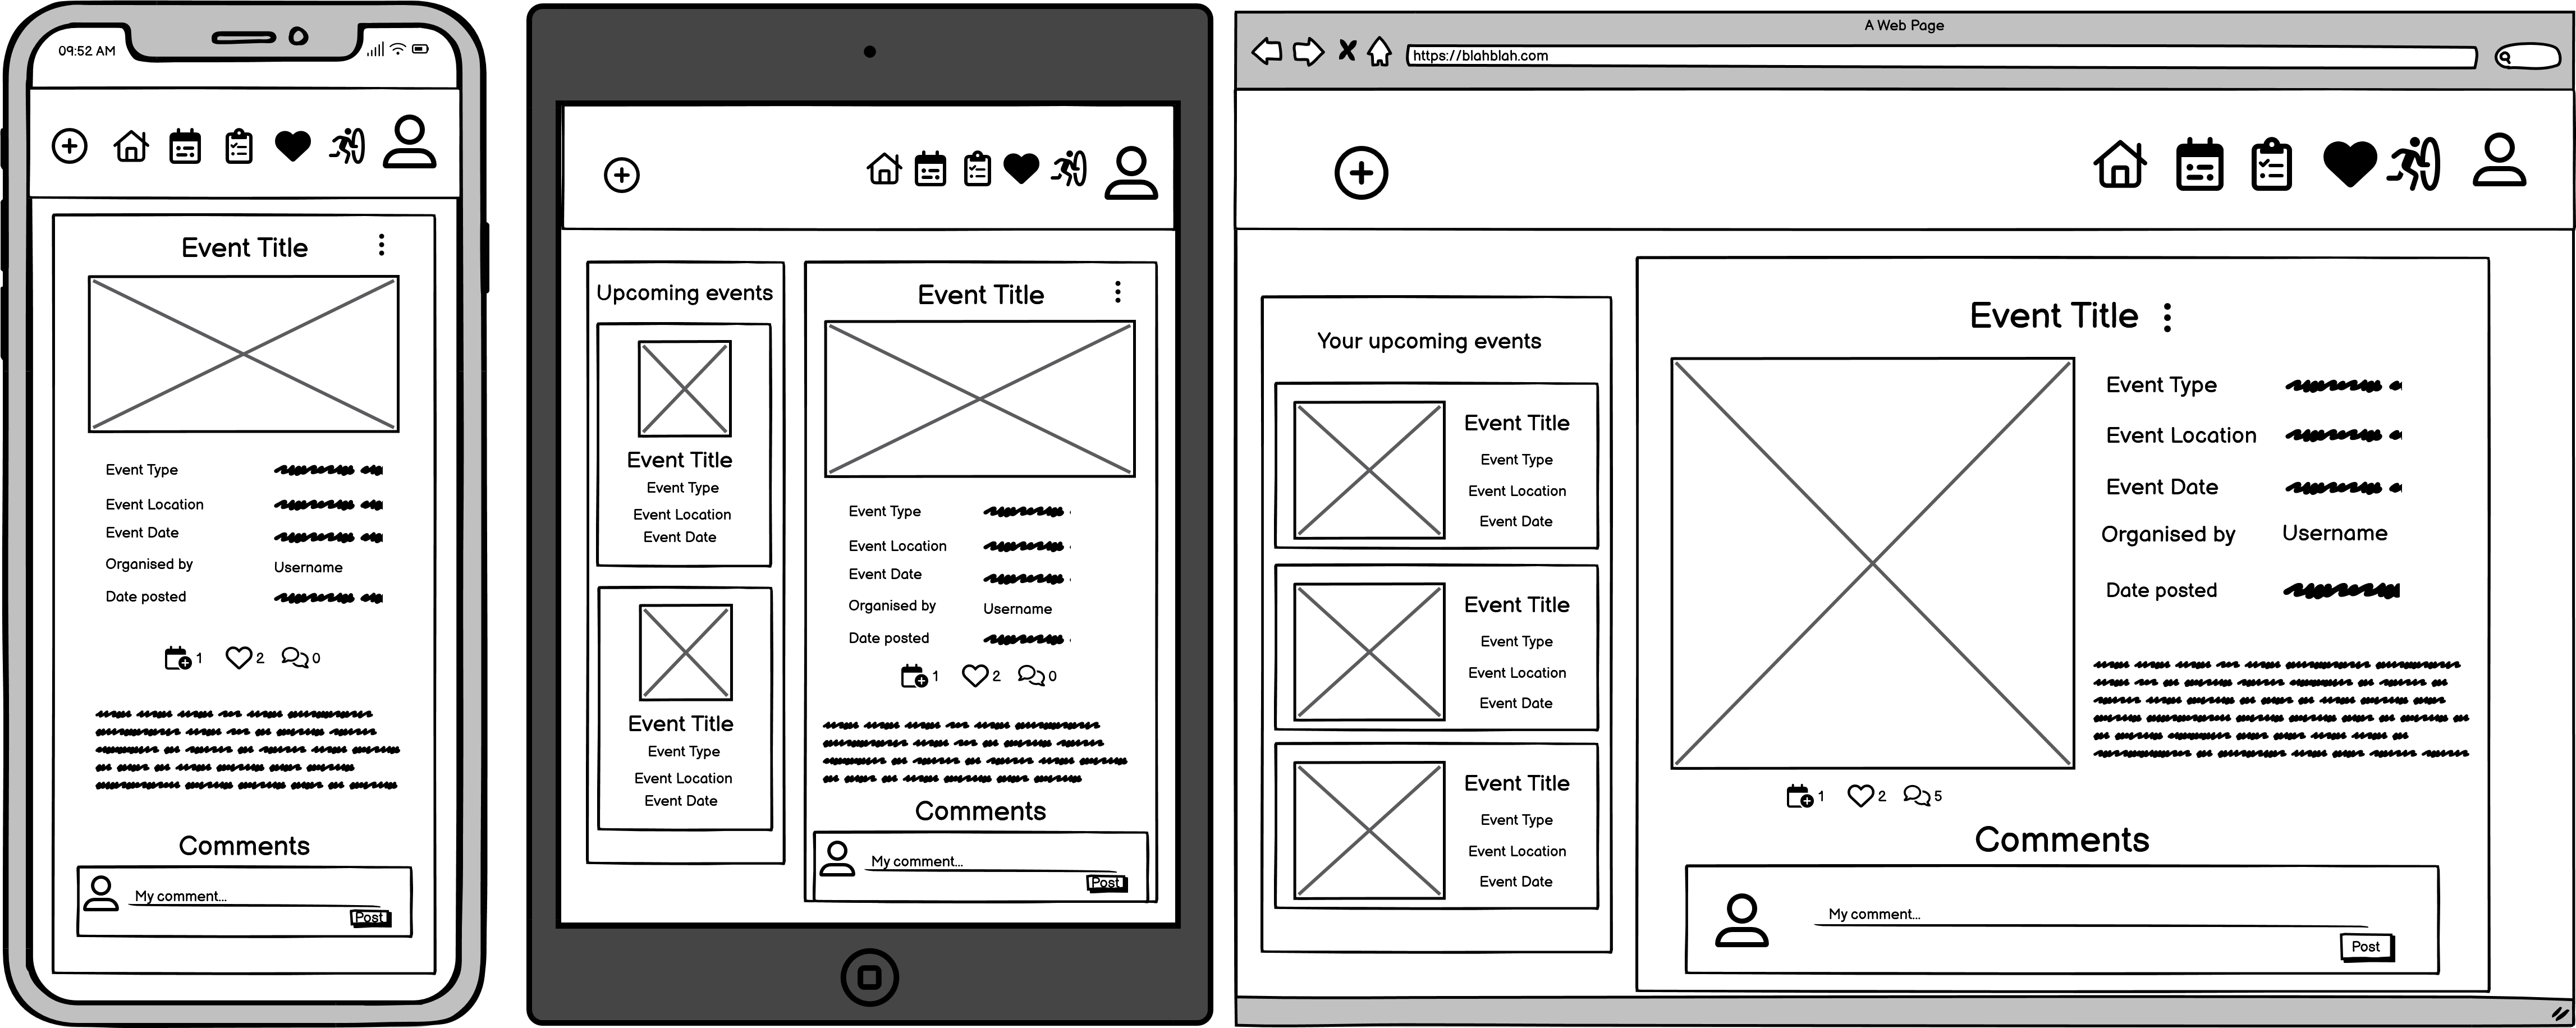 09:52 AM
Event Title
Event Type
Event Location
Event Date
Organised by Username
Date posted
1 2 0
Comments
My comment...
Post
Upcoming events
Event Title
Event Type
Event Location
Event Date
Event Title
Event Type
Event Location
Event Date
Event Title
Event Type
Event Location
Event Date
Organised by Username
Date posted
1 2 0
Comments
My comment...
Post
A Web Page
https://blahblah.com
Your upcoming events
Event Title
Event Type
Event Location
Event Date
Event Title
Event Type
Event Location
Event Date
Event Title
Event Type
Event Location
Event Date
Event Title
Event Type
Event Location
Event Date
Organised by Username
Date posted
1 2 5
Comments
My comment...
Post